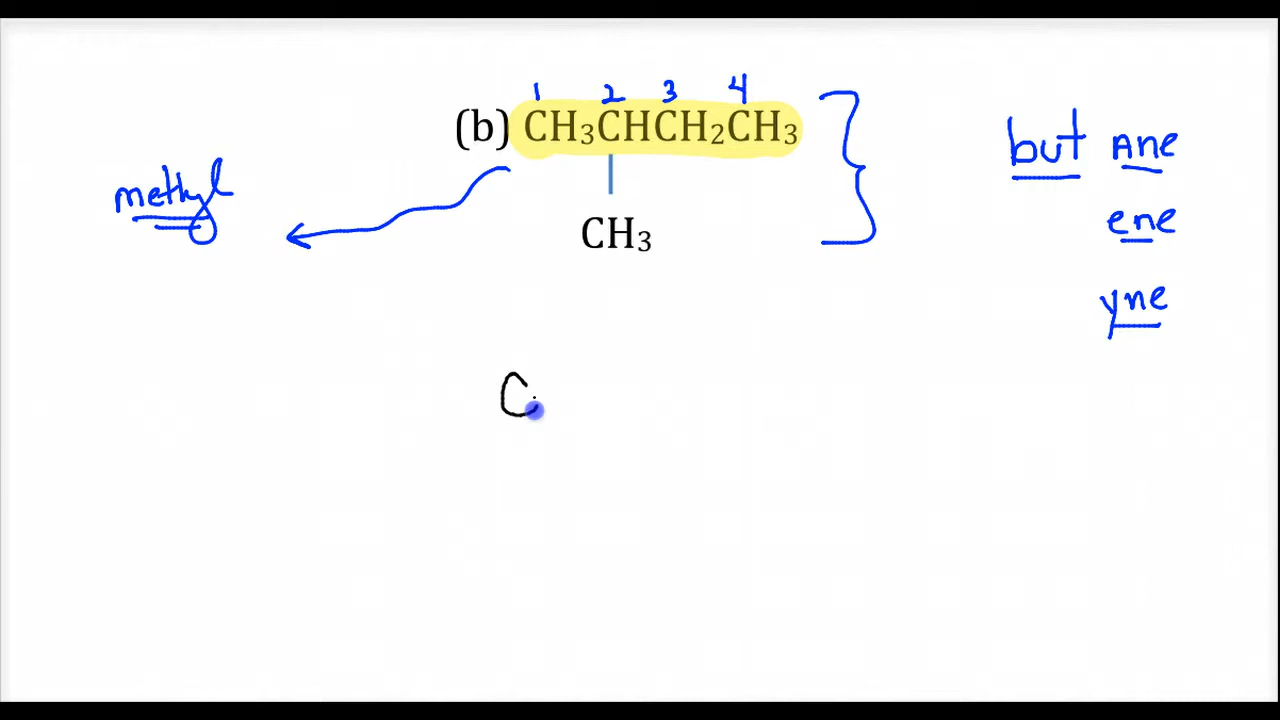 1 2 3 4
(b) CH₃CHCH₂CH₃
CH₃
methyl
but Ane
ene
yne
C